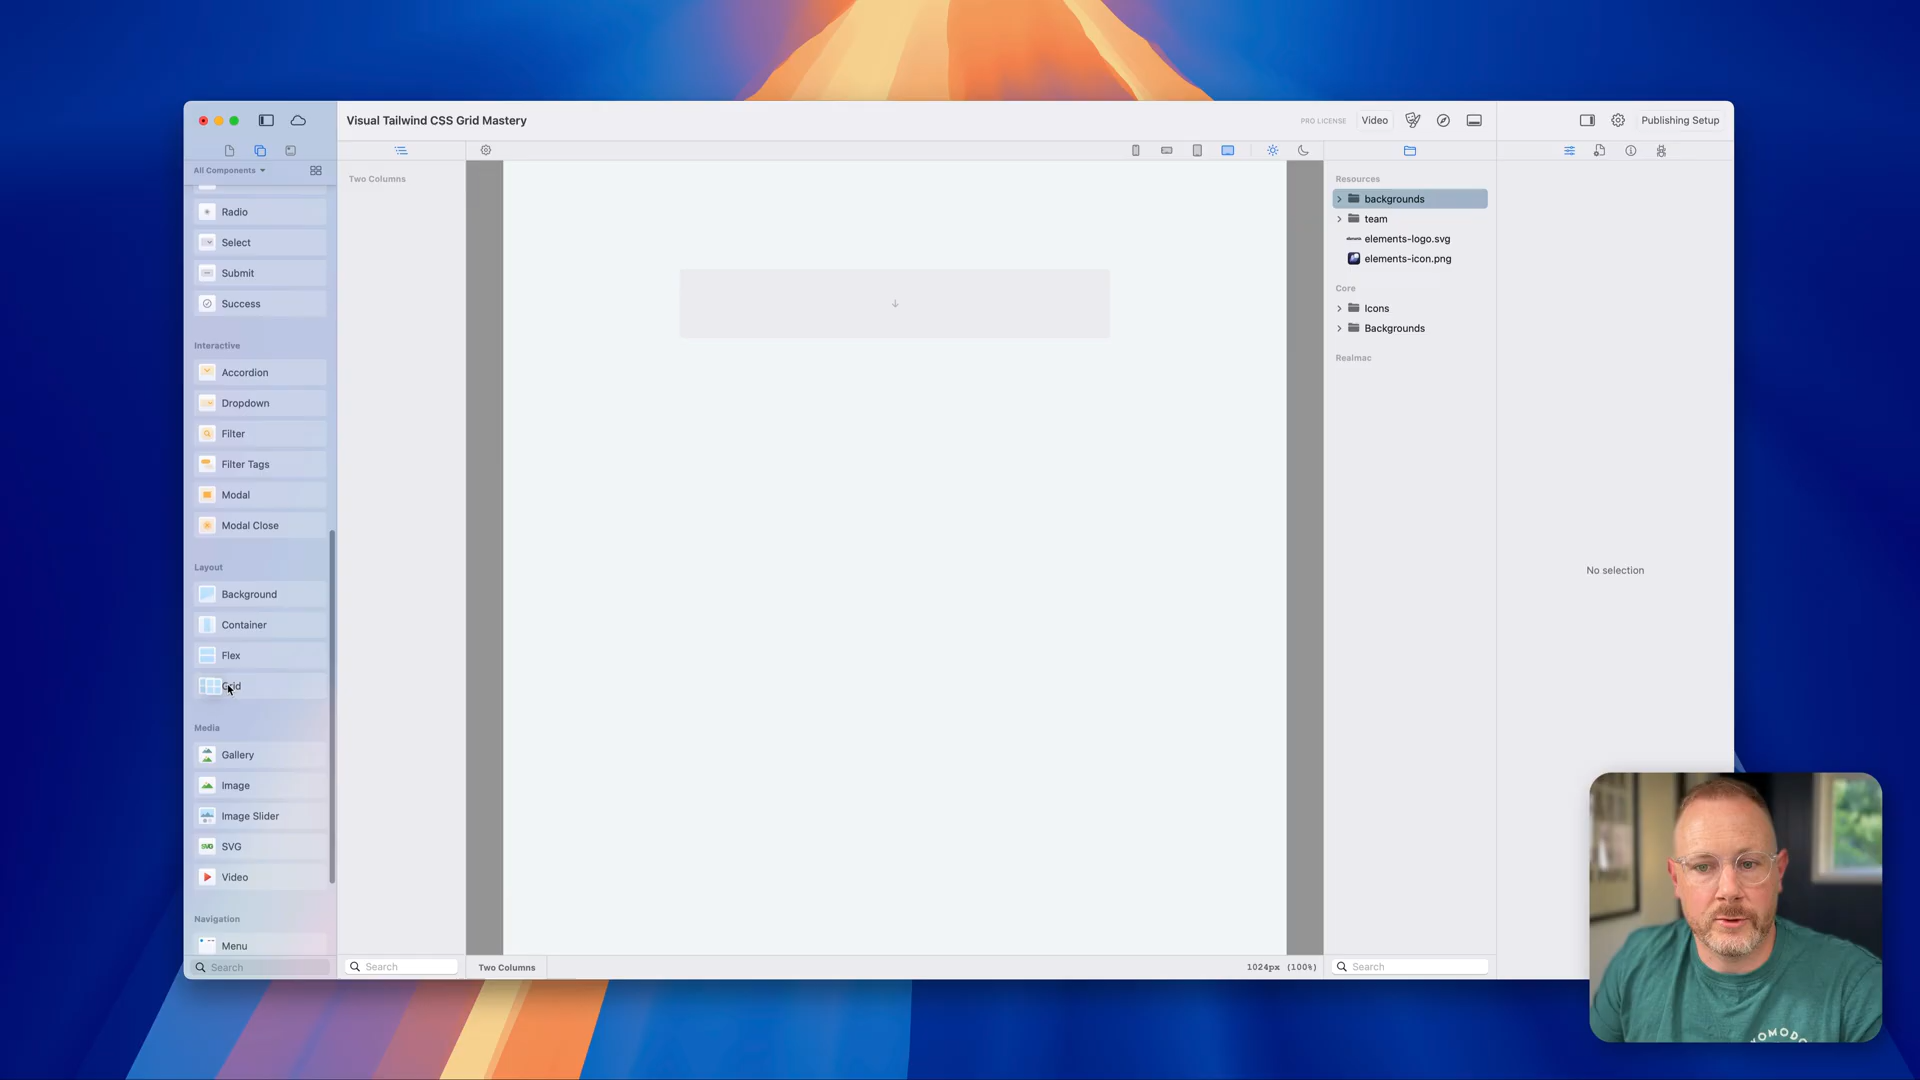 Visual Tailwind CSS Grid Mastery
PRO LICENSE
Video
Publishing Setup
All Components
Two Columns
Radio
Select
Submit
Success
Interactive
Accordion
Dropdown
Filter
Filter Tags
Modal
Modal Close
Layout
Background
Container
Flex
Grid
Media
Gallery
Image
Image Slider
SVG
Video
Navigation
Menu
Search
Search
Two Columns
1024px (100%)
Resources
backgrounds
team
elements-logo.svg
elements-icon.png
Core
Icons
Backgrounds
Realmac
Search
No selection